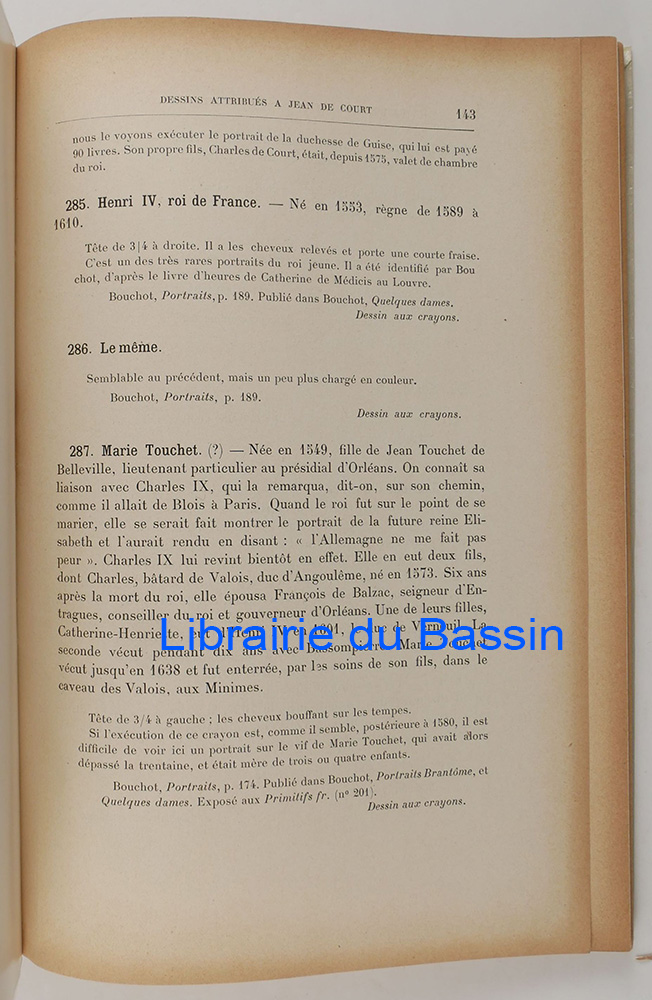 DESSINS ATTRIBUÉS A JEAN DE COURT 143
nous le voyons exécuter le portrait de la duchesse de Guise, qui lui est payé
90 livres. Son propre fils, Charles de Court, était, depuis 1575, valet de chambre
du roi.
285. Henri IV, roi de France. — Né en 1553, règne de 1589 à
1610.
Tête de 3/4 à droite. Il a les cheveux relevés et porte une courte fraise.
C'est un des très rares portraits du roi jeune. Il a été identifié par Bou
chot, d'après le livre d'heures de Catherine de Médicis au Louvre.
Bouchot, Portraits, p. 189. Publié dans Bouchot, Quelques dames.
Dessin aux crayons.
286. Le même.
Semblable au précédent, mais un peu plus chargé en couleur.
Bouchot, Portraits, p. 189.
Dessin aux crayons.
287. Marie Touchet. (?) — Née en 1549, fille de Jean Touchet de
Belleville, lieutenant particulier au présidial d'Orléans. On connaît sa
liaison avec Charles IX, qui la remarqua, dit-on, sur son chemin,
comme il allait de Blois à Paris. Quand le roi fut sur le point de se
marier, elle se serait fait montrer le portrait de la future reine Eli-
sabeth et l'aurait rendu en disant : « l'Allemagne ne me fait pas
peur ». Charles IX lui revint bientôt en effet. Elle en eut deux fils,
dont Charles, bâtard de Valois, duc d'Angoulême, né en 1573. Six ans
après la mort du roi, elle épousa François de Balzac, seigneur d'En-
tragues, conseiller du roi et gouverneur d'Orléans. Une de leurs filles,
Catherine-Henriette, eut d'Henri IV en 1601, duc de Verneuil. La
Librairie du Bassin
seconde vécut pendant dix ans avec Bassompierre. Marie Touchet
vécut jusqu'en 1638 et fut enterrée, par les soins de son fils, dans le
caveau des Valois, aux Minimes.
Tête de 3/4 à gauche ; les cheveux bouffant sur les tempes.
Si l'exécution de ce crayon est, comme il semble, postérieure à 1580, il est
difficile de voir ici un portrait sur le vif de Marie Touchet, qui avait alors
dépassé la trentaine, et était mère de trois ou quatre enfants.
Bouchot, Portraits, p. 174. Publié dans Bouchot, Portraits Brantôme, et
Quelques dames. Exposé aux Primitifs fr. (n° 201).
Dessin aux crayons.